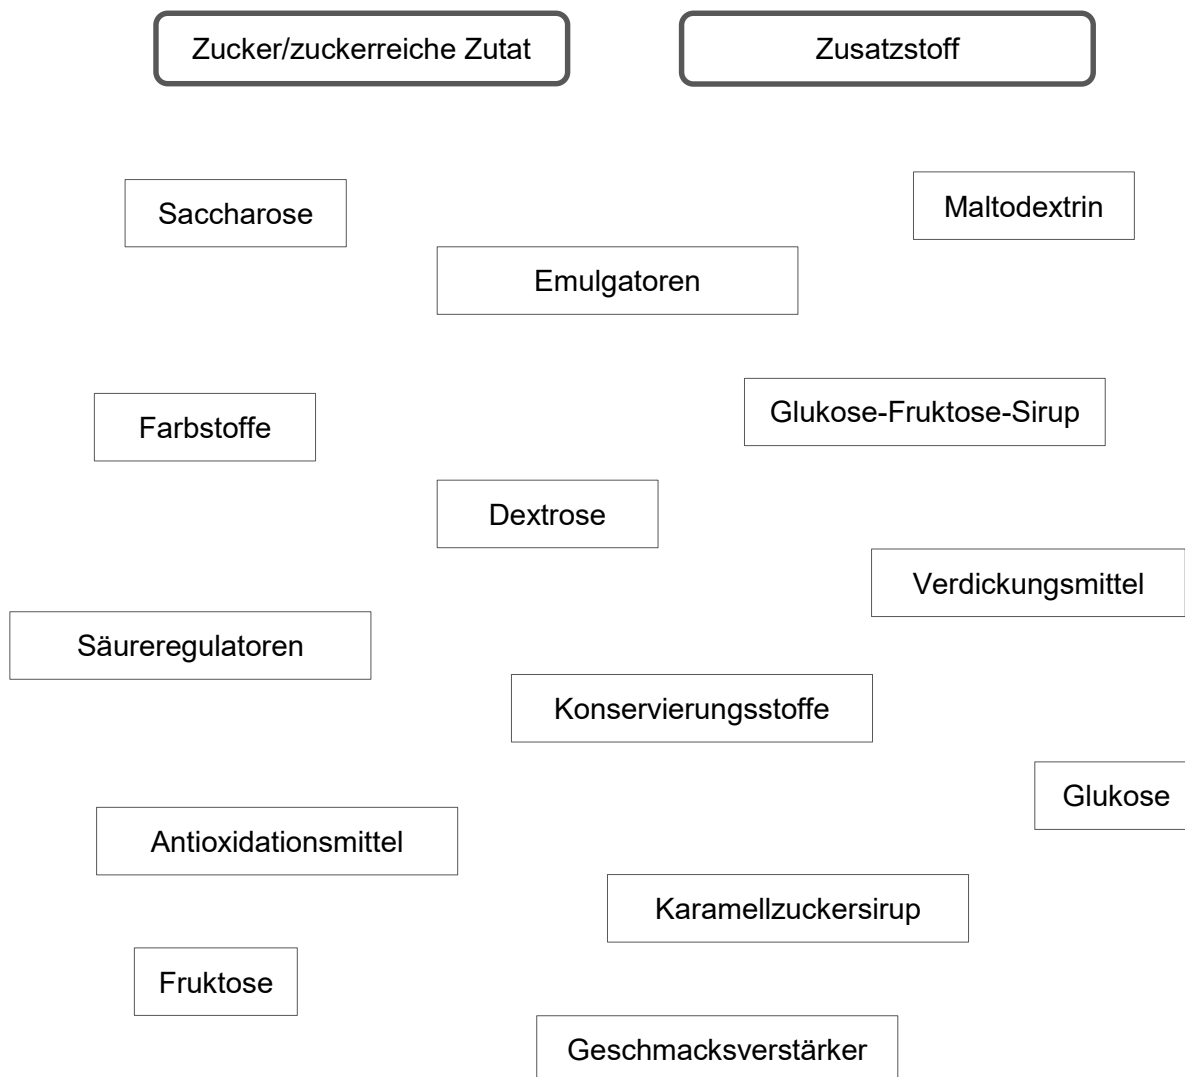 Zucker/zuckerreiche Zutat
Zusatzstoff
Saccharose
Maltodextrin
Emulgatoren
Farbstoffe
Glukose-Fruktose-Sirup
Dextrose
Verdickungsmittel
Säureregulatoren
Konservierungsstoffe
Glukose
Antioxidationsmittel
Karamellzuckersirup
Fruktose
Geschmacksverstärker